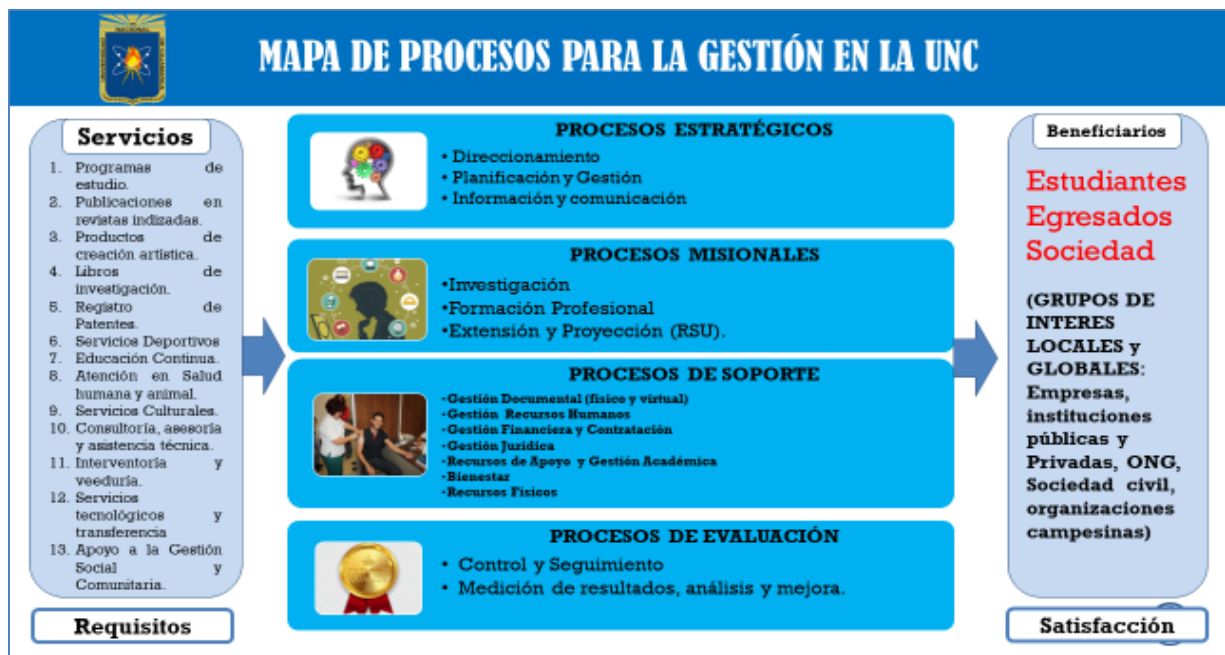 NACIONAL
MAPA DE PROCESOS PARA LA GESTIÓN EN LA UNC
Servicios
1. Programas de
estudio.
2. Publicaciones en
revistas indizadas.
3. Productos de
creación artística.
4. Libros de
investigación.
5. Registro de
Patentes.
6. Servicios Deportivos
7. Educación Continua.
8. Atención en Salud
humana y animal.
9. Servicios Culturales.
10. Consultoría, asesoría
y asistencia técnica.
11. Interventoría y
veeduría.
12. Servicios
tecnológicos y
transferencia
13. Apoyo a la Gestión
Social y
Comunitaria.
Requisitos
PROCESOS ESTRATÉGICOS
• Direccionamiento
• Planificación y Gestión
• Información y comunicación
PROCESOS MISIONALES
•Investigación
•Formación Profesional
•Extensión y Proyección (RSU).
PROCESOS DE SOPORTE
•Gestión Documental (físico y virtual)
•Gestión Recursos Humanos
•Gestión Financiera y Contratación
•Gestión Jurídica
•Recursos de Apoyo y Gestión Académica
•Bienestar
•Recursos Físicos
PROCESOS DE EVALUACIÓN
• Control y Seguimiento
• Medición de resultados, análisis y mejora.
Beneficiarios
Estudiantes
Egresados
Sociedad
(GRUPOS DE
INTERES
LOCALES y
GLOBALES:
Empresas,
instituciones
públicas y
Privadas, ONG,
Sociedad civil,
organizaciones
campesinas)
Satisfacción